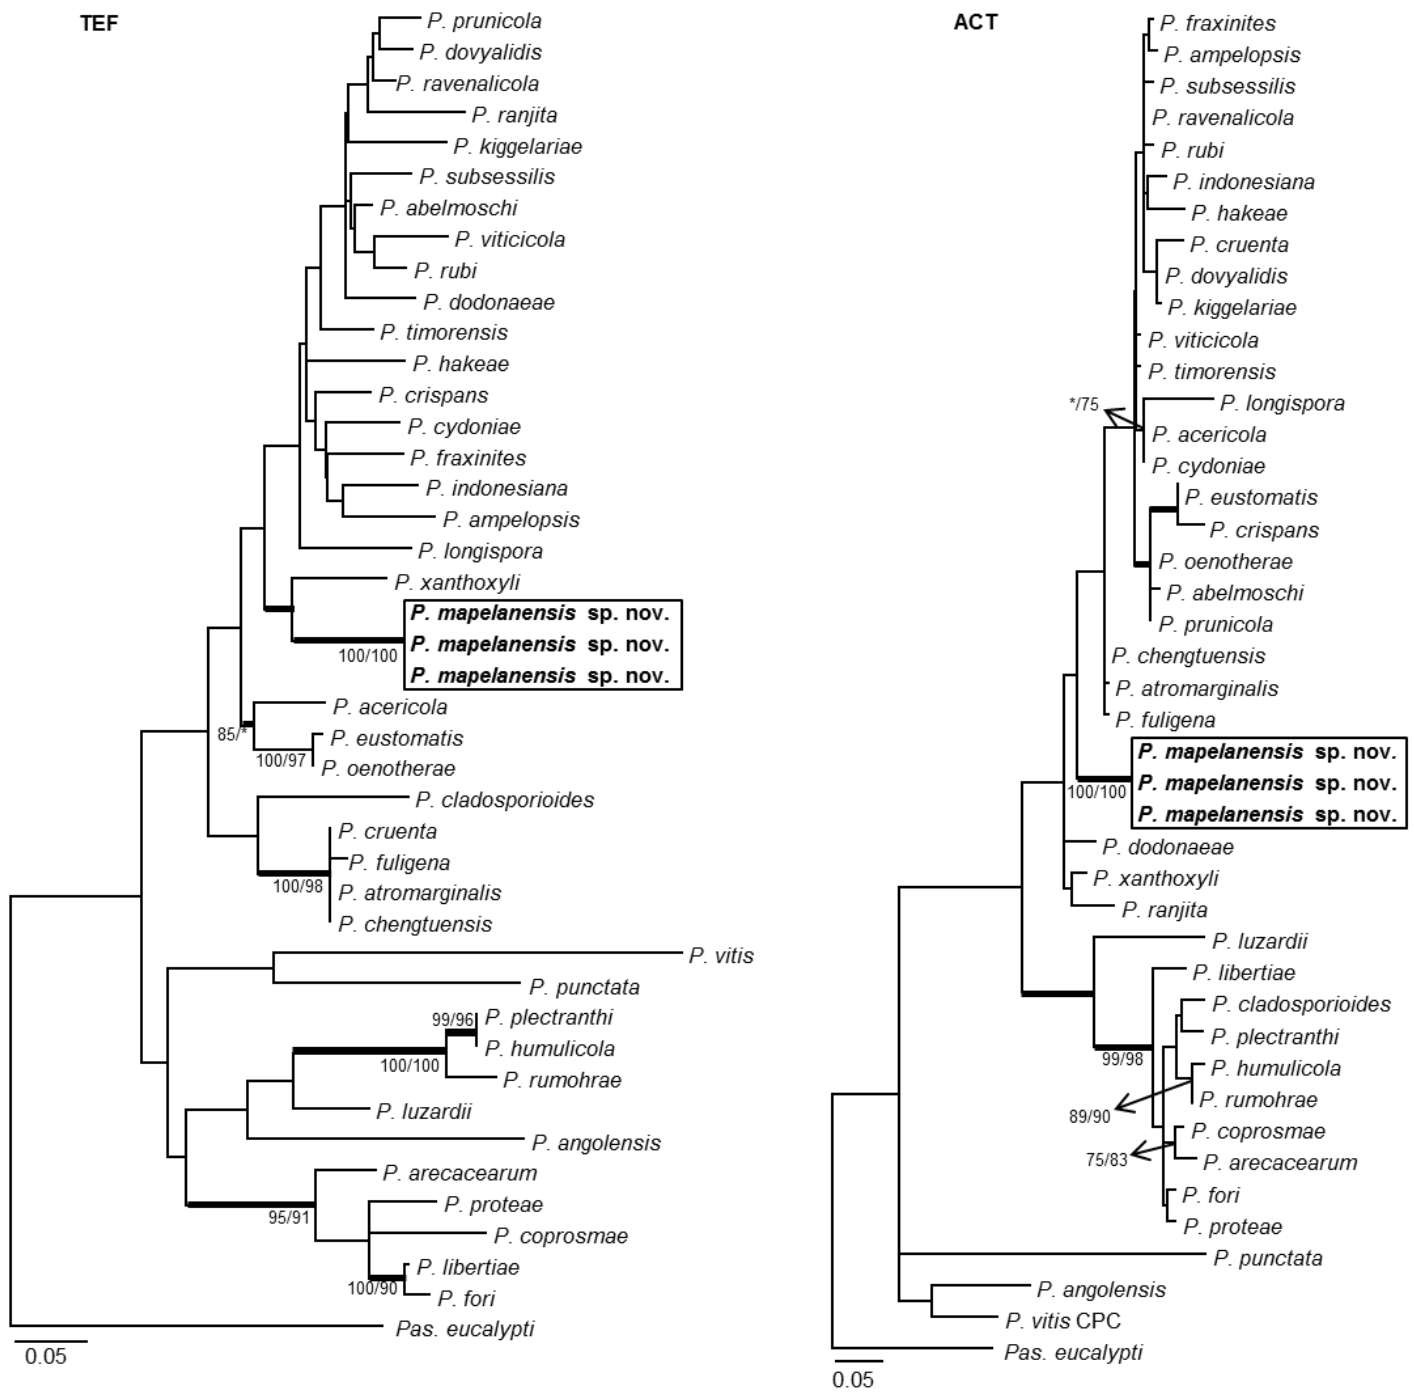 TEF
P. prunicola
P. dovyalidis
P. ravenalicola
P. ranjita
P. kiggelariae
P. subsessilis
P. abelmoschi
P. viticicola
P. rubi
P. dodonaeae
P. timorensis
P. hakeae
P. crispans
P. cydoniae
P. fraxinites
P. indonesiana
P. ampelopsis
P. longispora
P. xanthoxyli
P. mapelanensis sp. nov.
P. mapelanensis sp. nov.
100/100
P. mapelanensis sp. nov.
P. acericola
85/*
P. eustomatis
100/97
P. oenotherae
P. cladosporioides
P. cruenta
P. fuligena
100/98
P. atromarginalis
P. chengtuensis
P. vitis
P. punctata
99/96
P. plectranthi
P. humulicola
100/100
P. rumohrae
P. luzardii
P. angolensis
P. arecacearum
P. proteae
95/91
P. coprosmae
P. libertiae
100/90
P. fori
Pas. eucalypti
0.05
ACT
P. fraxinites
P. ampelopsis
P. subsessilis
P. ravenalicola
P. rubi
P. indonesiana
P. hakeae
P. cruenta
P. dovyalidis
P. kiggelariae
P. viticicola
P. timorensis
*/75
P. longispora
P. acericola
P. cydoniae
P. eustomatis
P. crispans
P. oenotherae
P. abelmoschi
P. prunicola
P. chengtuensis
P. atromarginalis
P. fuligena
P. mapelanensis sp. nov.
P. mapelanensis sp. nov.
100/100
P. mapelanensis sp. nov.
P. dodonaeae
P. xanthoxyli
P. ranjita
P. luzardii
P. libertiae
P. cladosporioides
P. plectranthi
99/98
P. humulicola
P. rumohrae
89/90
P. coprosmae
75/83
P. arecacearum
P. fori
P. proteae
P. punctata
P. angolensis
P. vitis CPC
Pas. eucalypti
0.05